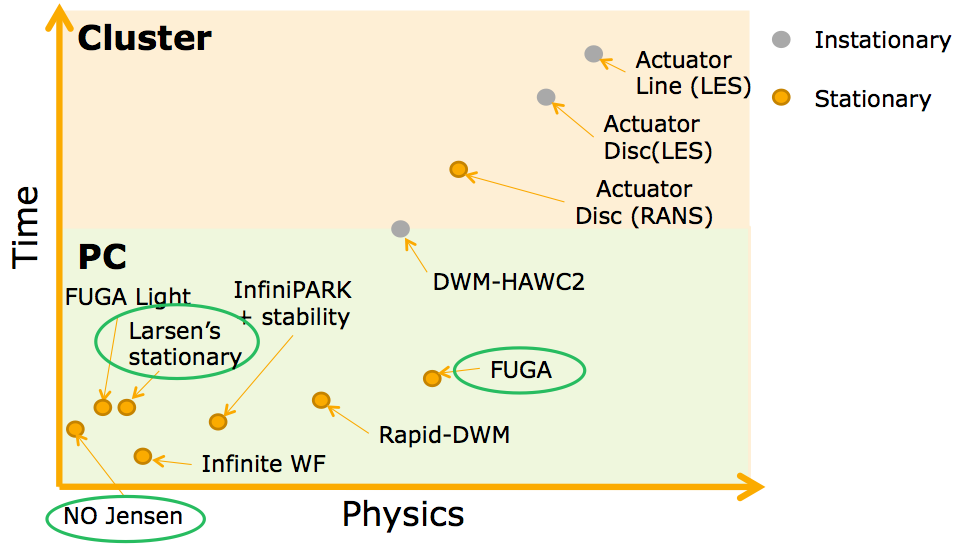 Cluster
Instationary
Actuator
Line (LES)
Stationary
Actuator
Disc(LES)
Actuator
Disc (RANS)
Time
PC
DWM-HAWC2
FUGA Light
InfiniPARK
+ stability
Larsen's
stationary
FUGA
Rapid-DWM
Infinite WF
NO Jensen
Physics